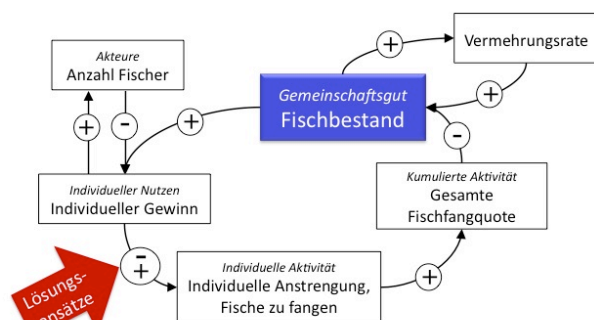 Akteure
Anzahl Fischer
+
-
+
Gemeinschaftsgut
Fischbestand
+
Vermehrungsrate
+
-
Individueller Nutzen
Individueller Gewinn
Kumulierte Aktivität
Gesamte
Fischfangquote
-
+
Individuelle Aktivität
Individuelle Anstrengung,
Fische zu fangen
+
Lösungs-
ansätze